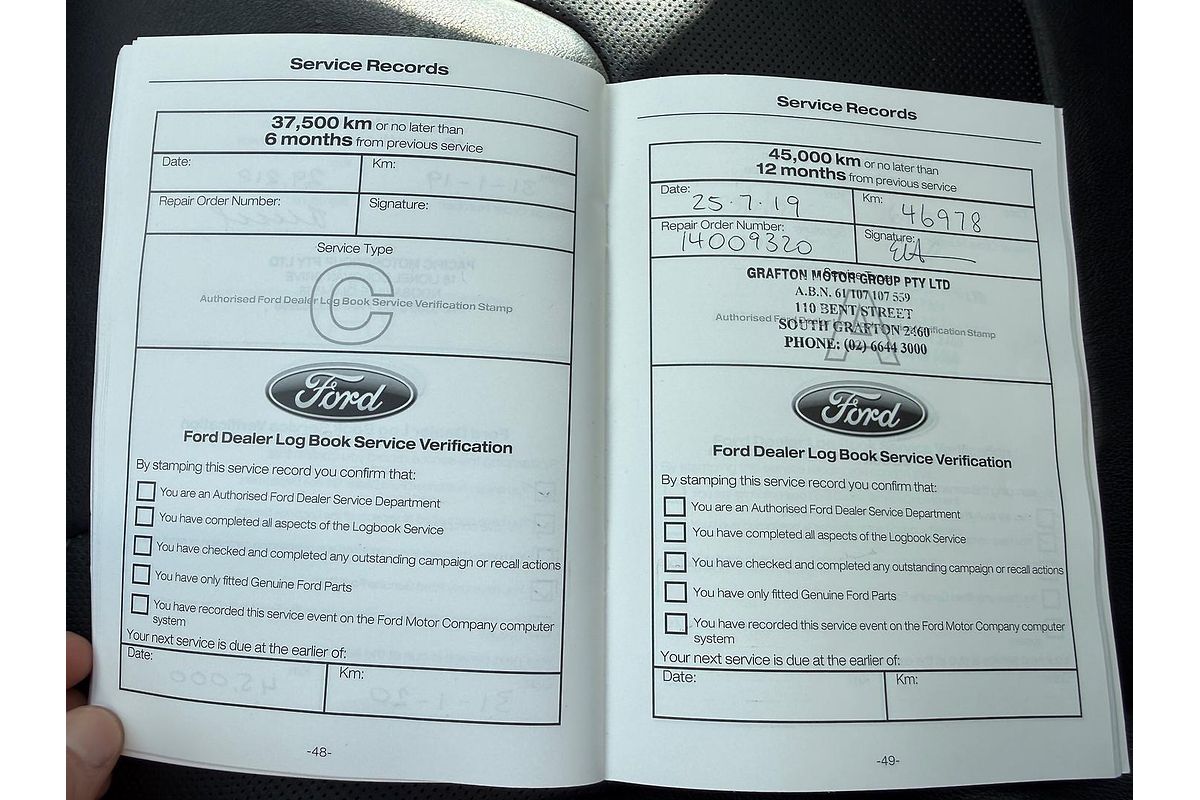 Service Records
37,500 km or no later than
6 months from previous service
Date:
Km:
Repair Order Number:
Signature:
Service Type
C
Authorised Ford Dealer Log Book Service Verification Stamp
Ford
Ford Dealer Log Book Service Verification
By stamping this service record you confirm that:
You are an Authorised Ford Dealer Service Department
You have completed all aspects of the Logbook Service
You have checked and completed any outstanding campaign or recall actions
You have only fitted Genuine Ford Parts
You have recorded this service event on the Ford Motor Company computer
system
Your next service is due at the earlier of:
Date:
Km:
-48-
Service Records
45,000 km or no later than
12 months from previous service
Date: 25.7.19
Km: 46978
Repair Order Number: 14009320
Signature:
Service Type
GRAFTON MOTOR GROUP PTY LTD
A.B.N. 61 107 107 559
110 BENT STREET
Authorised Ford Dealer Verification Stamp
SOUTH GRAFTON 2460
PHONE: (02) 6644 3000
A
Ford
Ford Dealer Log Book Service Verification
By stamping this service record you confirm that:
You are an Authorised Ford Dealer Service Department
You have completed all aspects of the Logbook Service
You have checked and completed any outstanding campaign or recall actions
You have only fitted Genuine Ford Parts
You have recorded this service event on the Ford Motor Company computer
system
Your next service is due at the earlier of:
Date:
Km:
-49-